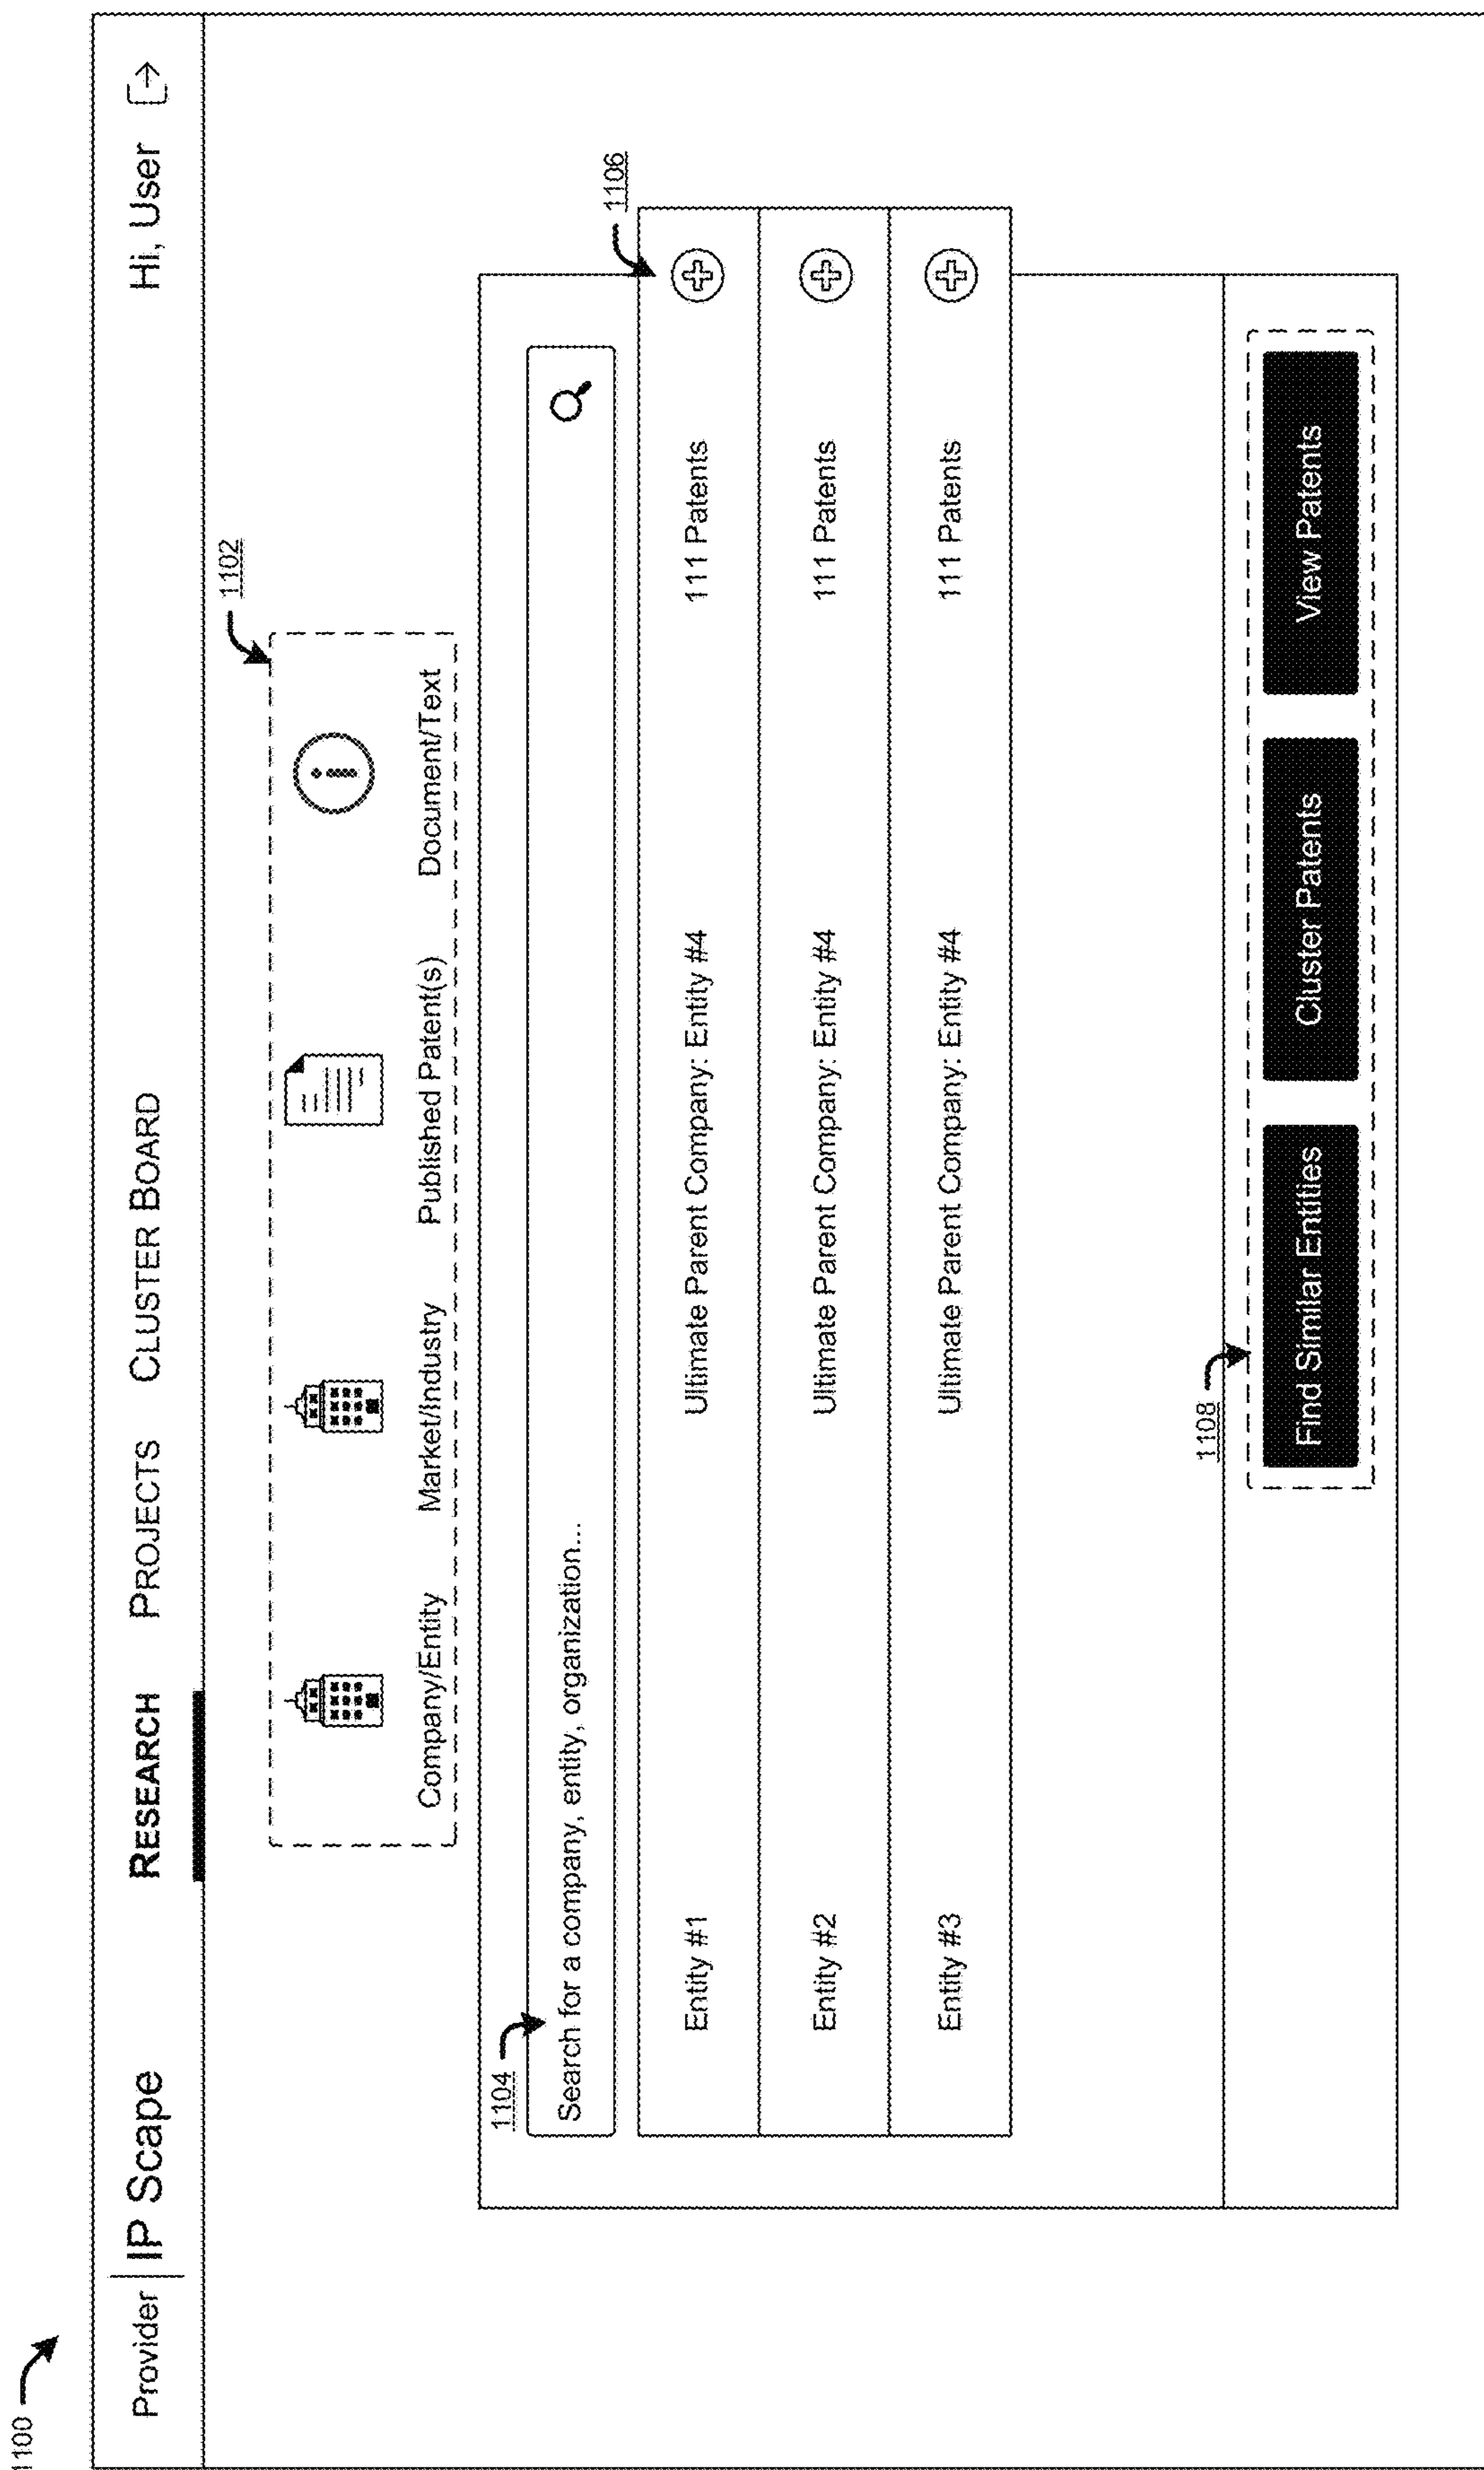 1100
Provider | IP Scape RESEARCH PROJECTS CLUSTER BOARD Hi, User
1102
Company/Entity Market/Industry Published Patent(s) Document/Text
1104
Search for a company, entity, organization...
1106
Entity #1 Ultimate Parent Company: Entity #4 111 Patents
Entity #2 Ultimate Parent Company: Entity #4 111 Patents
Entity #3 Ultimate Parent Company: Entity #4 111 Patents
1108
Find Similar Entities Cluster Patents View Patents